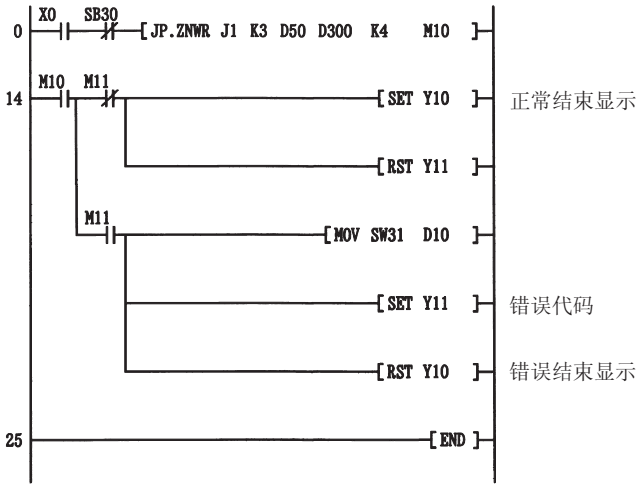 X0 SB30
0 JP.ZNWR J1 K3 D50 D300 K4 M10
M10 M11
14 SET Y10 正常结束显示
RST Y11
M11
MOV SW31 D10
SET Y11 错误代码
RST Y10 错误结束显示
25 END